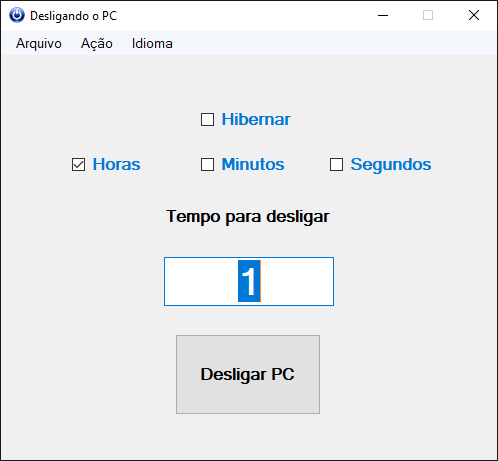 Desligando o PC
Arquivo Ação Idioma
Hibernar
Horas Minutos Segundos
Tempo para desligar
1
Desligar PC